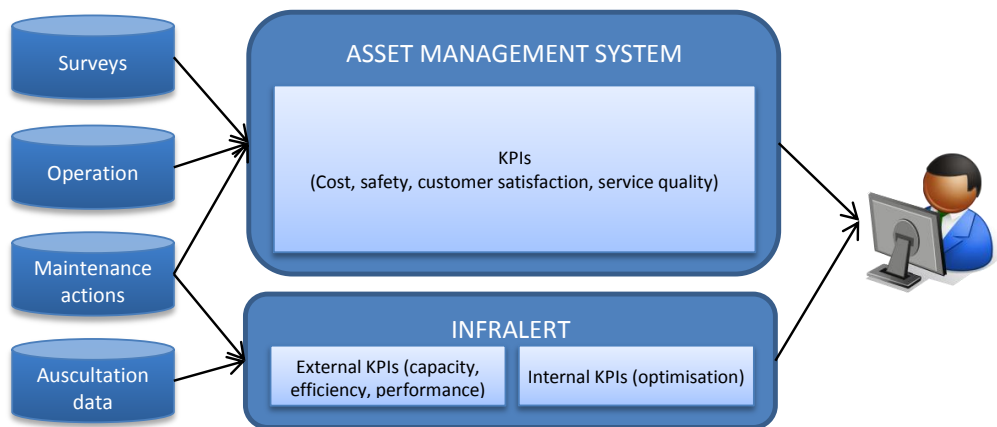 Surveys
Operation
Maintenance
actions
Auscultation
data
ASSET MANAGEMENT SYSTEM
KPIs
(Cost, safety, customer satisfaction, service quality)
INFRALERT
External KPIs (capacity,
efficiency, performance)
Internal KPIs (optimisation)